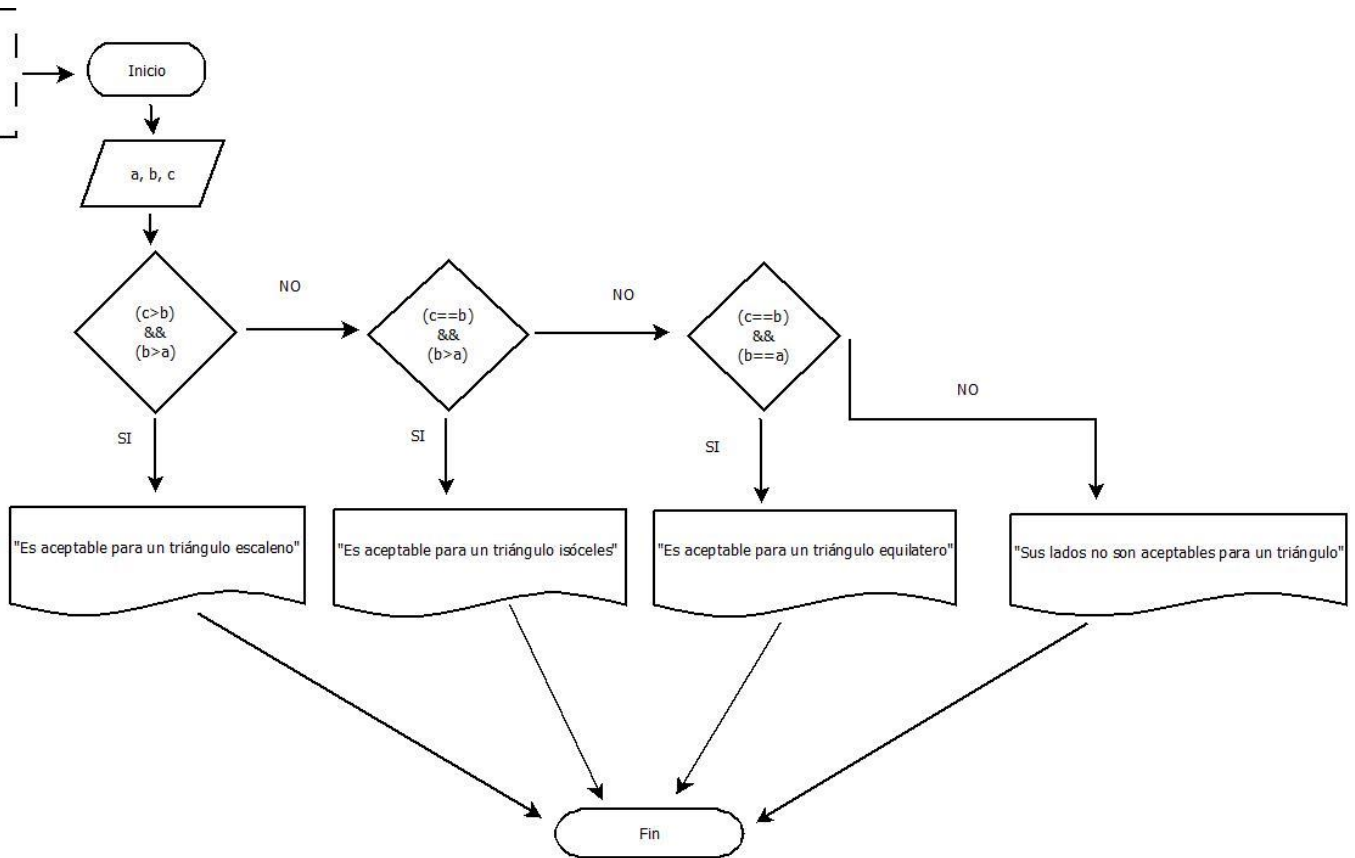 Inicio
a, b, c
(c>b)
&&
(b>a)
NO
(c==b)
&&
(b>a)
NO
(c==b)
&&
(b==a)
NO
SI
SI
SI
"Es aceptable para un triángulo escaleno"
"Es aceptable para un triángulo isóceles"
"Es aceptable para un triángulo equilatero"
"Sus lados no son aceptables para un triángulo"
Fin